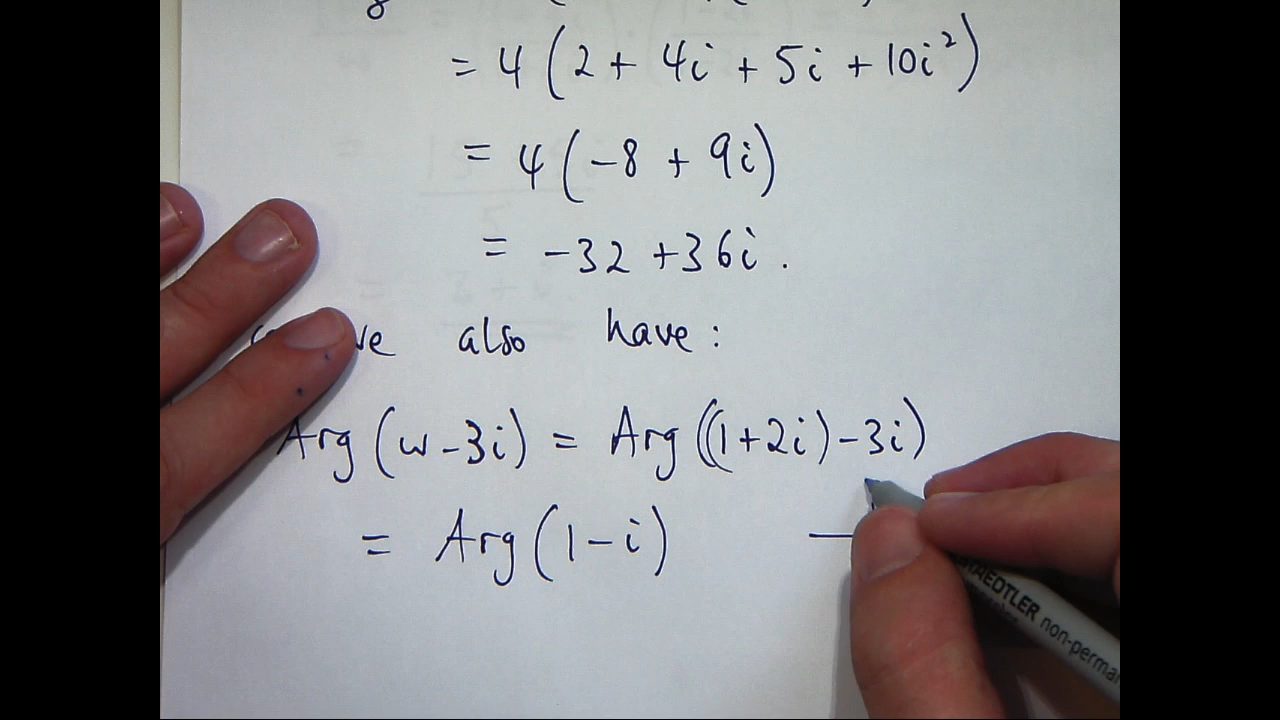 = 4(2 + 4i + 5i + 10i²)
= 4(-8 + 9i)
= -32 + 36i.
we also have:
Arg(w - 3i) = Arg((1 + 2i) - 3i)
= Arg(1 - i)
STAEDTLER non-perma